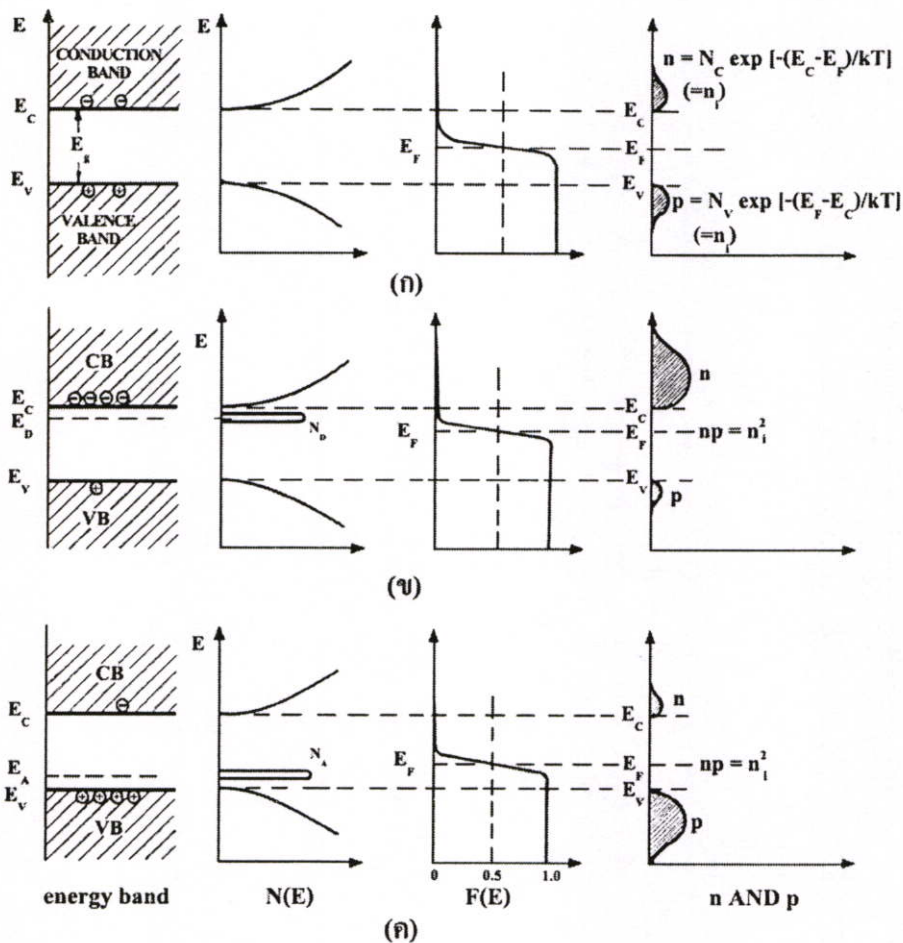 E
E
CONDUCTION
BAND
n = N_C exp [-(E_C-E_F)/kT]
(=n_i)
E_C
E_C
E_g
E_F
E_F
E_V
E_V
VALENCE
BAND
p = N_V exp [-(E_F-E_C)/kT]
(=n_i)
(ก)
E
CB
n
E_C
E_C
E_D
N_D
E_F
E_F
np = n_i^2
E_V
E_V
p
VB
(ข)
E
CB
n
E_C
E_C
N_A
E_F
E_F
np = n_i^2
E_A
E_V
E_V
VB
p
0 0.5 1.0
energy band N(E) F(E) n AND p
(ค)